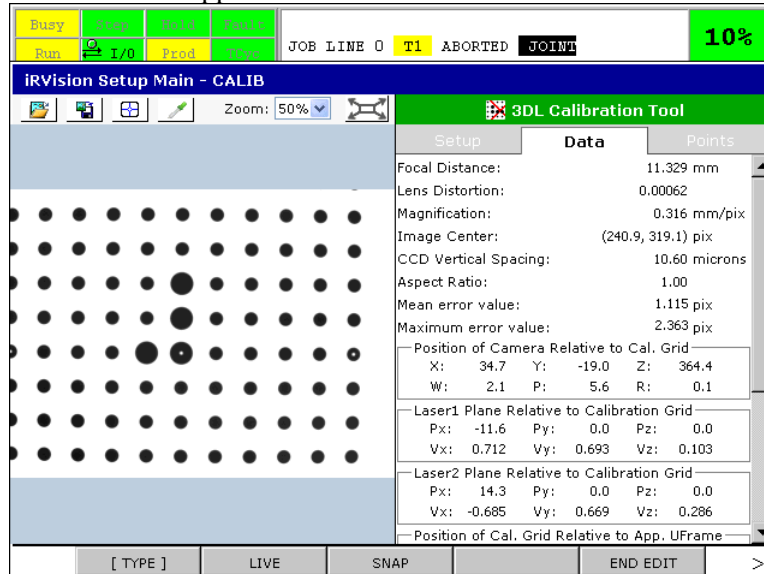 Busy Step Hold Fault
Run I/O Prod TCyc JOB LINE 0 T1 ABORTED JOINT 10%
iRVision Setup Main - CALIB
Zoom: 50% 3DL Calibration Tool
Setup Data Points
Focal Distance: 11.329 mm
Lens Distortion: 0.00062
Magnification: 0.316 mm/pix
Image Center: (240.9, 319.1) pix
CCD Vertical Spacing: 10.60 microns
Aspect Ratio: 1.00
Mean error value: 1.115 pix
Maximum error value: 2.363 pix
Position of Camera Relative to Cal. Grid
X: 34.7 Y: -19.0 Z: 364.4
W: 2.1 P: 5.6 R: 0.1
Laser1 Plane Relative to Calibration Grid
Px: -11.6 Py: 0.0 Pz: 0.0
Vx: 0.712 Vy: 0.693 Vz: 0.103
Laser2 Plane Relative to Calibration Grid
Px: 14.3 Py: 0.0 Pz: 0.0
Vx: -0.685 Vy: 0.669 Vz: 0.286
Position of Cal. Grid Relative to App. UFrame
[ TYPE ] LIVE SNAP END EDIT >